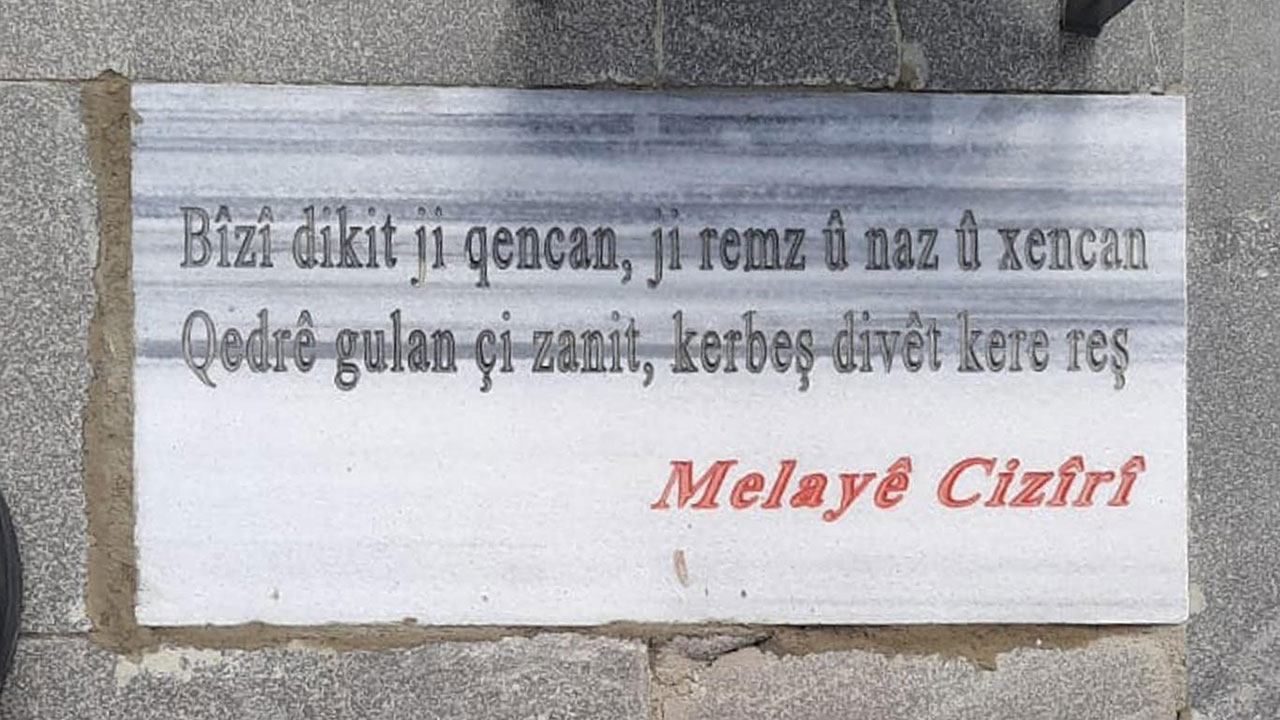 Bîzî dikit ji qencan, ji remz û naz û xencan
Qedrê gulan çi zanit, kerbeş divêt kere reş
Melayê Cizîrî